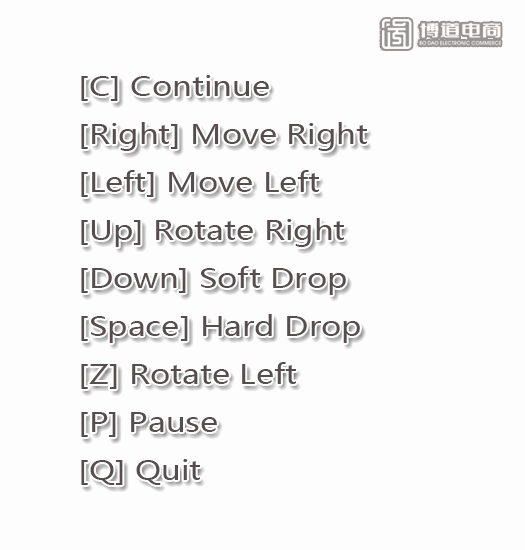 博道电商
BO DAO ELECTRONIC COMMERCE
[C] Continue
[Right] Move Right
[Left] Move Left
[Up] Rotate Right
[Down] Soft Drop
[Space] Hard Drop
[Z] Rotate Left
[P] Pause
[Q] Quit